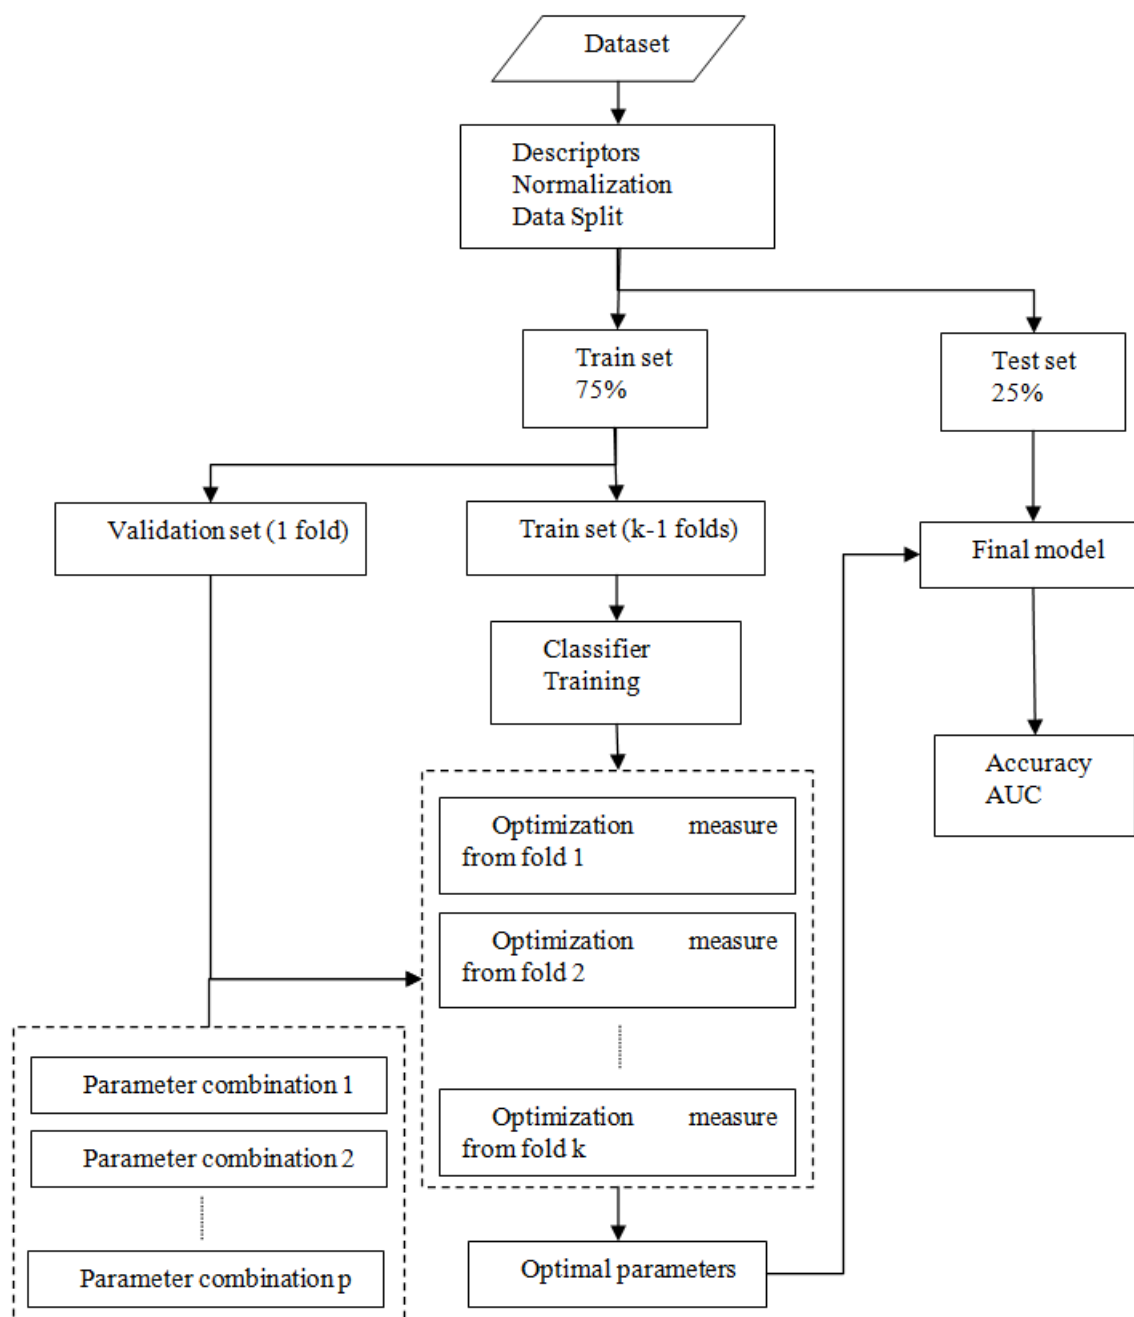 Dataset
Descriptors
Normalization
Data Split
Train set
75%
Test set
25%
Validation set (1 fold)
Train set (k-1 folds)
Final model
Classifier
Training
Accuracy
AUC
Optimization measure
from fold 1
Optimization measure
from fold 2
Optimization measure
from fold k
Parameter combination 1
Parameter combination 2
Parameter combination p
Optimal parameters